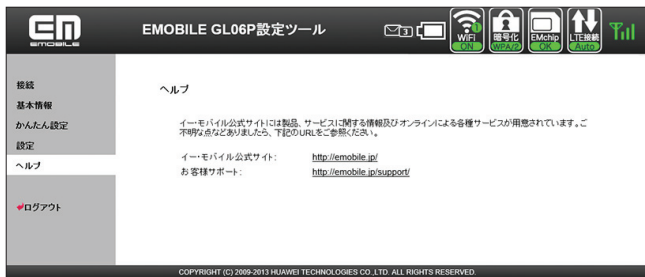 EM
EMOBILE
EMOBILE GL06P設定ツール
3
WiFi
ON
1
暗号化
WPA/2
EMchip
OK
LTE接続
Auto
接続
基本情報
かんたん設定
設定
ヘルプ
ログアウト
ヘルプ
イー・モバイル公式サイトには製品、サービスに関する情報及びオンラインによる各種サービスが用意されています。ご
不明な点などありましたら、下記のURLをご参照ください。
イー・モバイル公式サイト: http://emobile.jp/
お客様サポート: http://emobile.jp/support/
COPYRIGHT (C) 2009-2013 HUAWEI TECHNOLOGIES CO.,LTD. ALL RIGHTS RESERVED.